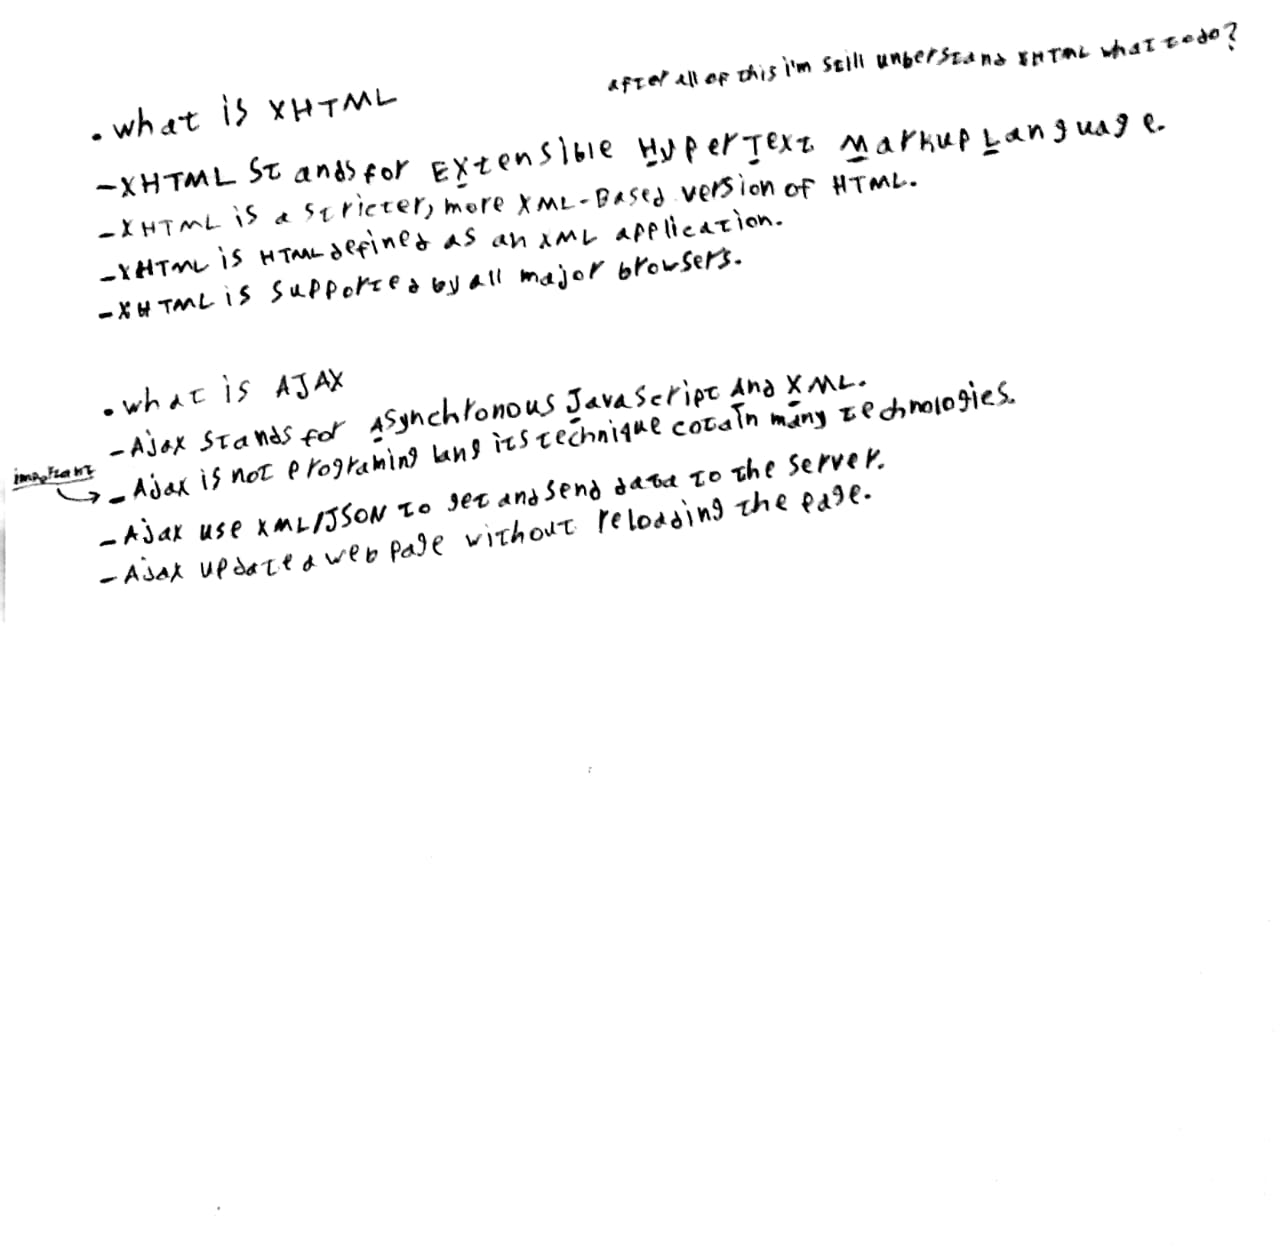 after all of this i'm still understand XHTML what to do?
• what is XHTML
- XHTML Stands for EXtensible HyperText Markup Language.
- XHTML is a stricter, more XML-Based version of HTML.
- XHTML is HTML defined as an XML application.
- XHTML is supported by all major browsers.
• what is AJAX
- Ajax stands for Asynchronous JavaScript And XML.
important
- Ajax is not programing lang its technique cotain many technologies.
- Ajax use XML/JSON to get and send data to the server.
- Ajax update a web page without reloading the page.